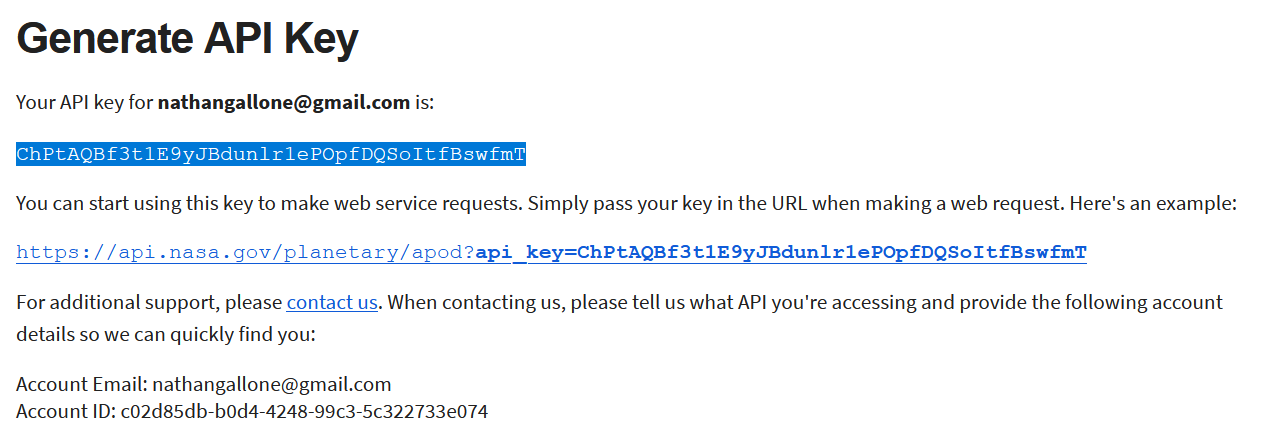 Generate API Key
Your API key for nathangallone@gmail.com is:
ChPtAQBf3t1E9yJBdunlr1ePOpfDQSoItfBswfmT
You can start using this key to make web service requests. Simply pass your key in the URL when making a web request. Here's an example:
https://api.nasa.gov/planetary/apod?api_key=ChPtAQBf3t1E9yJBdunlr1ePOpfDQSoItfBswfmT
For additional support, please contact us. When contacting us, please tell us what API you're accessing and provide the following account
details so we can quickly find you:
Account Email: nathangallone@gmail.com
Account ID: c02d85db-b0d4-4248-99c3-5c322733e074